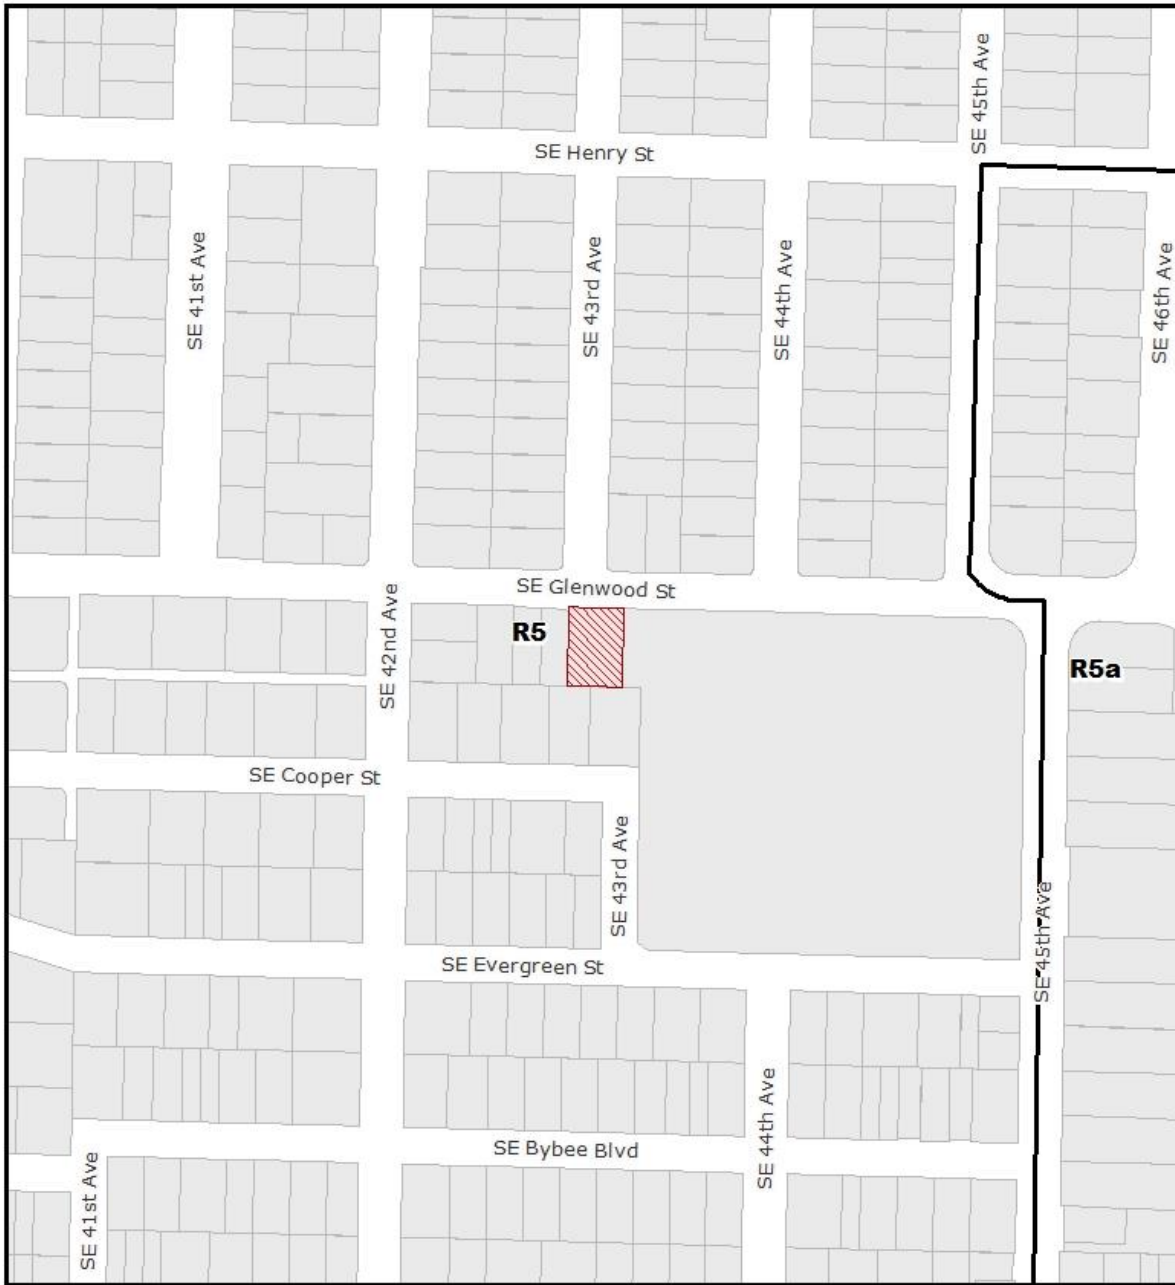 SE 45th Ave
SE Henry St
SE 41st Ave
SE 43rd Ave
SE 44th Ave
SE 46th Ave
SE Glenwood St
SE 42nd Ave
R5
R5a
SE Cooper St
SE 43rd Ave
SE 45th Ave
SE Evergreen St
SE 44th Ave
SE Bybee Blvd
SE 41st Ave